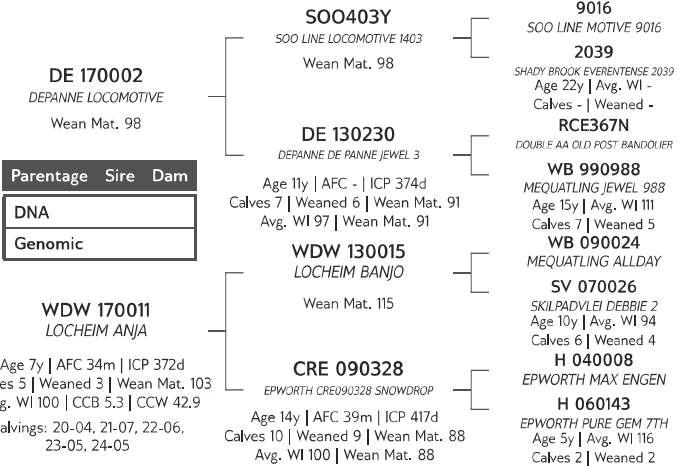 DE 170002
DEPANNE LOCOMOTIVE
Wean Mat. 98
Parentage Sire Dam
DNA
Genomic
WDW 170011
LOCHEIM ANJA
Age 7y | AFC 34m | ICP 372d
es 5 | Weaned 3 | Wean Mat. 103
g. WI 100 | CCB 5.3 | CCW 42.9
alvings: 20-04, 21-07, 22-06,
23-05, 24-05
SOO403Y
SOO LINE LOCOMOTIVE 1403
Wean Mat. 98
DE 130230
DEPANNE DE PANNE JEWEL 3
Age 11y | AFC - | ICP 374d
Calves 7 | Weaned 6 | Wean Mat. 91
Avg. WI 97 | Wean Mat. 91
WDW 130015
LOCHEIM BANJO
Wean Mat. 115
CRE 090328
EPWORTH CRE090328 SNOWDROP
Age 14y | AFC 39m | ICP 417d
Calves 10 | Weaned 9 | Wean Mat. 88
Avg. WI 100 | Wean Mat. 88
9016
SOO LINE MOTIVE 9016
2039
SHADY BROOK EVERENTENSE 2039
Age 22y | Avg. WI -
Calves - | Weaned -
RCE367N
DOUBLE AA OLD POST BANDOLIER
WB 990988
MEQUATLING JEWEL 988
Age 15y | Avg. WI 111
Calves 7 | Weaned 5
WB 090024
MEQUATLING ALLDAY
SV 070026
SKILPADVLEI DEBBIE 2
Age 10y | Avg. WI 94
Calves 6 | Weaned 4
H 040008
EPWORTH MAX ENGEN
H 060143
EPWORTH PURE GEM 7TH
Age 5y | Avg. WI 116
Calves 2 | Weaned 2